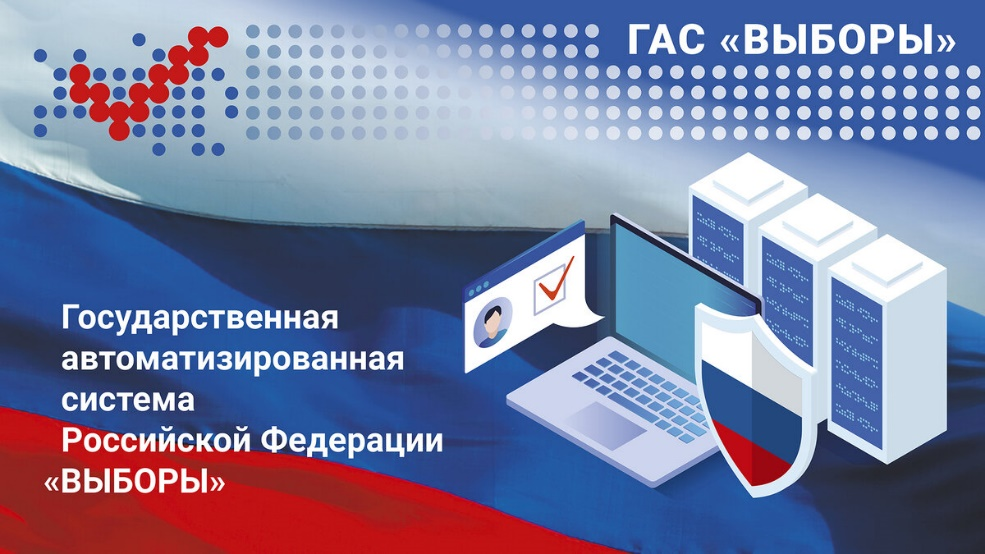 ГАС «ВЫБОРЫ»
Государственная
автоматизированная
система
Российской Федерации
«ВЫБОРЫ»